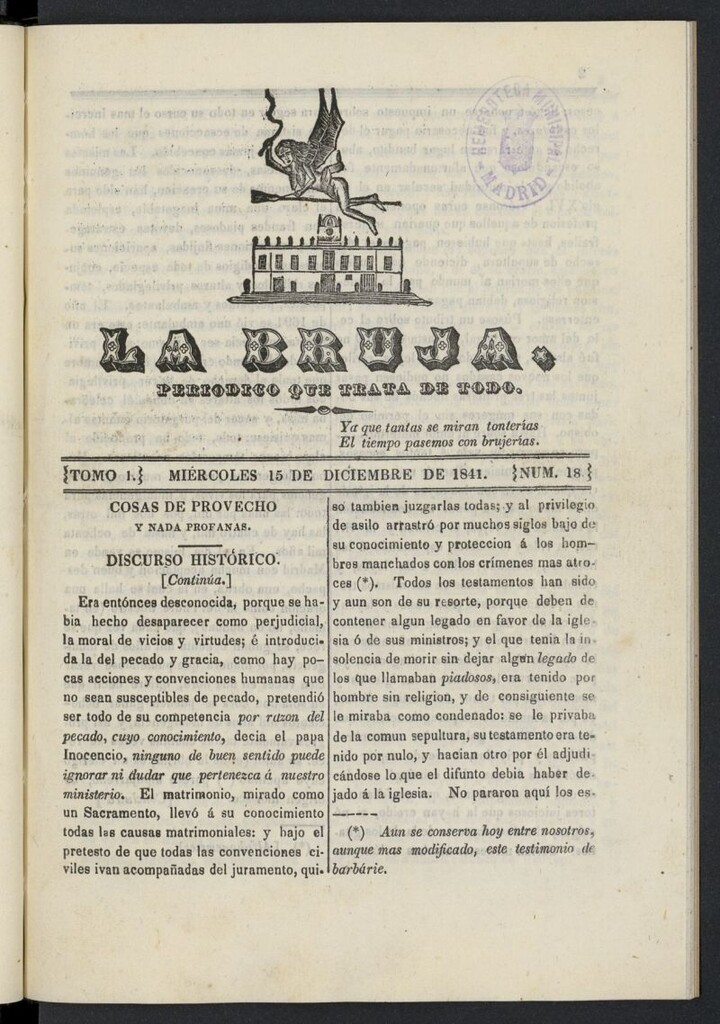 HEMEROTECA MUNICIPAL
MADRID
LA BRUJA.
PERIODICO QUE TRATA DE TODO.
Ya que tantas se miran tonterías
El tiempo pasemos con brujerías.
TOMO 1. MIÉRCOLES 15 DE DICIEMBRE DE 1841. NUM. 18
COSAS DE PROVECHO
Y NADA PROFANAS.
DISCURSO HISTÓRICO.
[Continúa.]
Era entónces desconocida, porque se ha-
bia hecho desaparecer como perjudicial,
la moral de vicios y virtudes; é introduci-
da la del pecado y gracia, como hay po-
cas acciones y convenciones humanas que
no sean susceptibles de pecado, pretendió
ser todo de su competencia por razon del
pecado, cuyo conocimiento, decia el papa
Inocencio, ninguno de buen sentido puede
ignorar ni dudar que pertenezca á nuestro
ministerio. El matrimonio, mirado como
un Sacramento, llevó á su conocimiento
todas las causas matrimoniales: y bajo el
pretesto de que todas las convenciones ci-
viles ivan acompañadas del juramento, qui-
so tambien juzgarlas todas; y al privilegio
de asilo arrastró por muchos siglos bajo de
su conocimiento y proteccion á los hom-
bres manchados con los crímenes mas atro-
ces (*). Todos los testamentos han sido
y aun son de su resorte, porque deben de
contener algun legado en favor de la igle-
sia ó de sus ministros; y el que tenia la in-
solencia de morir sin dejar algun legado de
los que llamaban piadosos, era tenido por
hombre sin religion, y de consiguiente se
le miraba como condenado: se le privaba
de la comun sepultura, su testamento era te-
nido por nulo, y hacian otro por él adjudi-
cándose lo que el difunto debia haber de-
jado á la iglesia. No pararon aquí los es-
(*) Aun se conserva hoy entre nosotros,
aunque mas modificado, este testimonio de
barbárie.